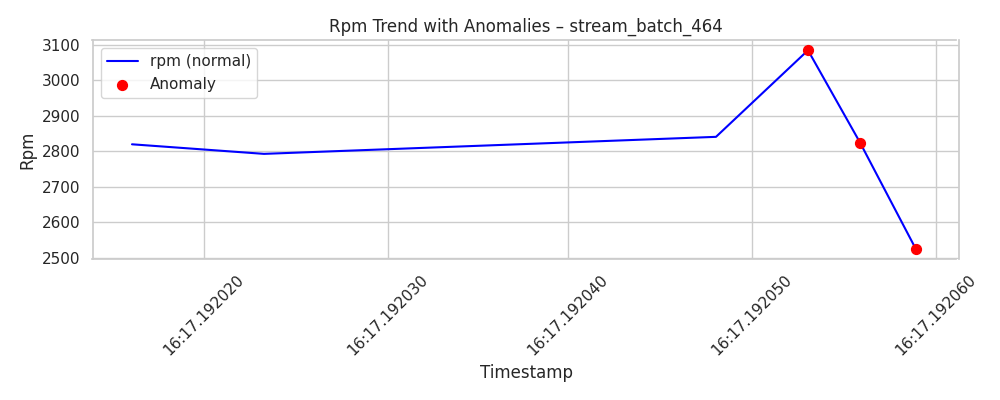 Rpm Trend with Anomalies – stream_batch_464
rpm (normal)
Anomaly
Rpm
3100
3000
2900
2800
2700
2600
2500
16:17.192020
16:17.192030
16:17.192040
16:17.192050
16:17.192060
Timestamp